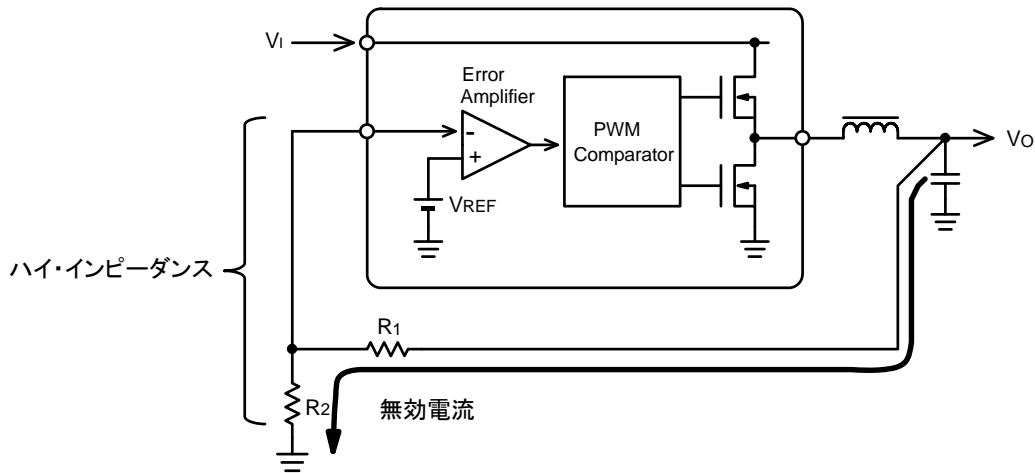 VI
Error
Amplifier
-
+
VREF
PWM
Comparator
VO
ハイ・インピーダンス
R1
R2
無効電流